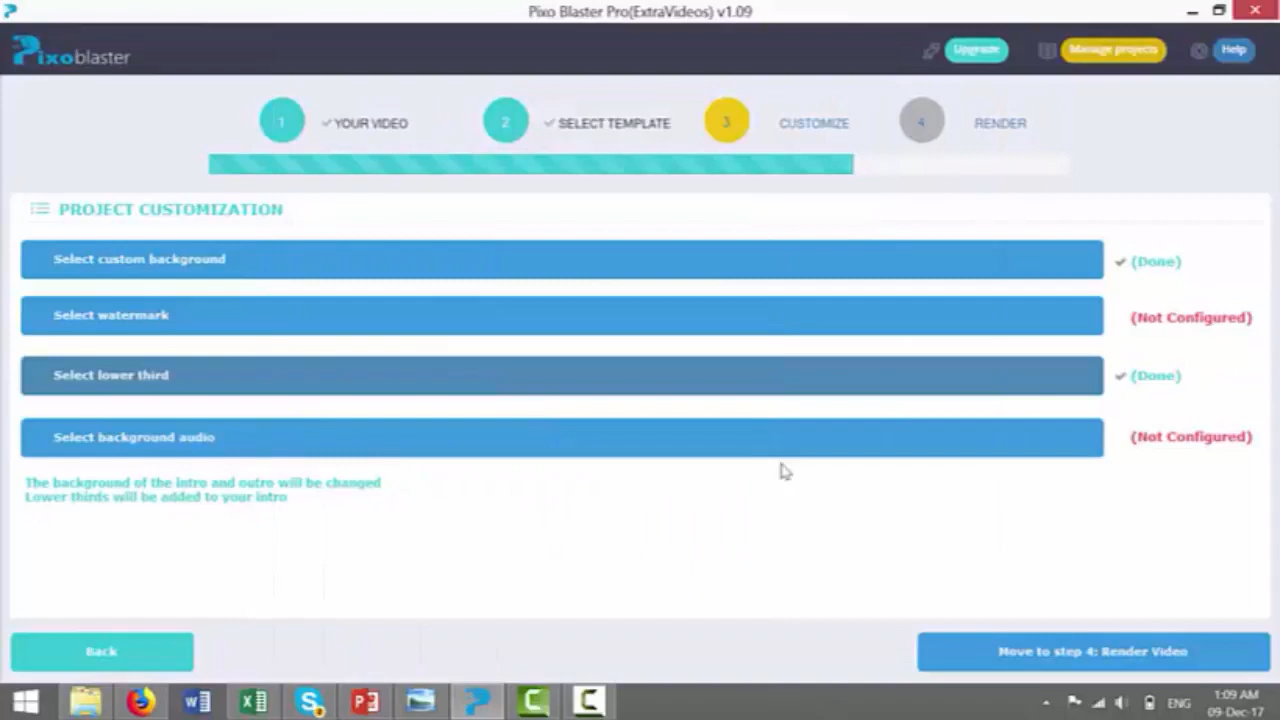 Pixo Blaster Pro(ExtraVideos) v1.09
Pixoblaster
Upgrade
Manage projects
Help
1 YOUR VIDEO
2 SELECT TEMPLATE
3 CUSTOMIZE
4 RENDER
PROJECT CUSTOMIZATION
Select custom background (Done)
Select watermark (Not Configured)
Select lower third (Done)
Select background audio (Not Configured)
The background of the intro and outro will be changed
Lower thirds will be added to your intro
Back
Move to step 4: Render Video
ENG
1:09 AM
09-Dec-17